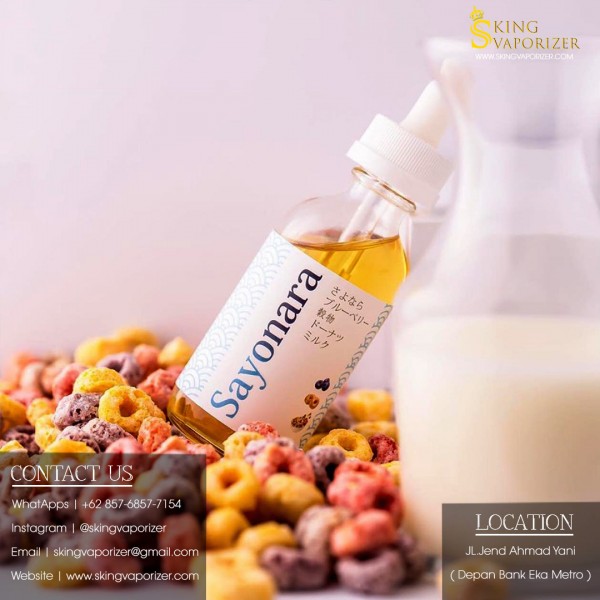 SKING
VAPORIZER
WWW.SKINGVAPORIZER.COM
Sayonara
さよなら
ブルーベリー
穀物
ドーナッ
ミルク
CONTACT US
WhatApps | +62 857-6857-7154
Instagram | @skingvaporizer
Email | skingvaporizer@gmail.com
Website | www.skingvaporizer.com
LOCATION
JL.Jend Ahmad Yani
( Depan Bank Eka Metro )